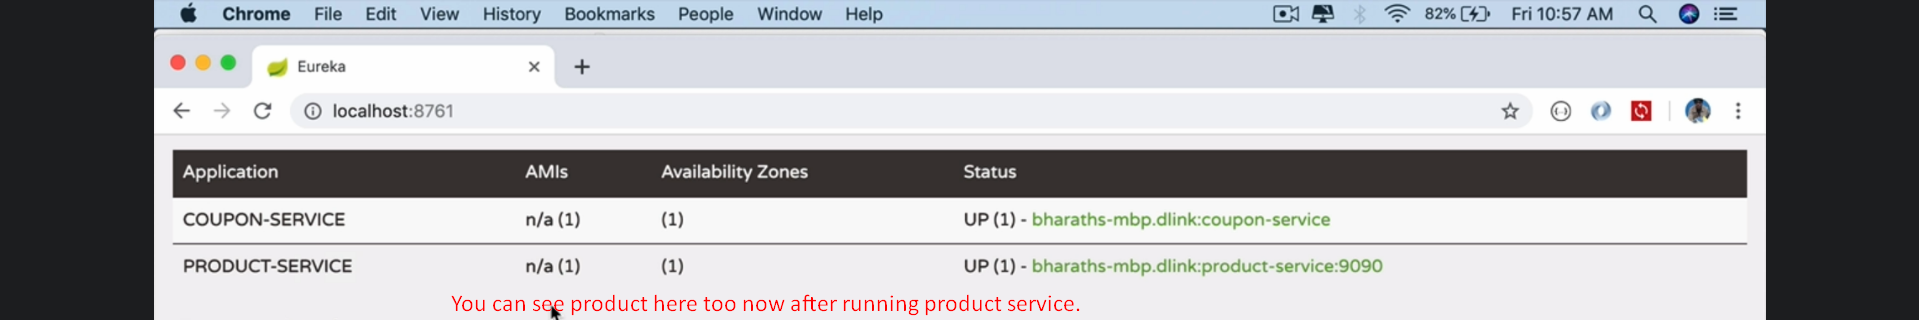 Chrome File Edit View History Bookmarks People Window Help 82% Fri 10:57 AM
Eureka
localhost:8761
Application AMIs Availability Zones Status
COUPON-SERVICE n/a (1) (1) UP (1) - bharaths-mbp.dlink:coupon-service
PRODUCT-SERVICE n/a (1) (1) UP (1) - bharaths-mbp.dlink:product-service:9090
You can see product here too now after running product service.